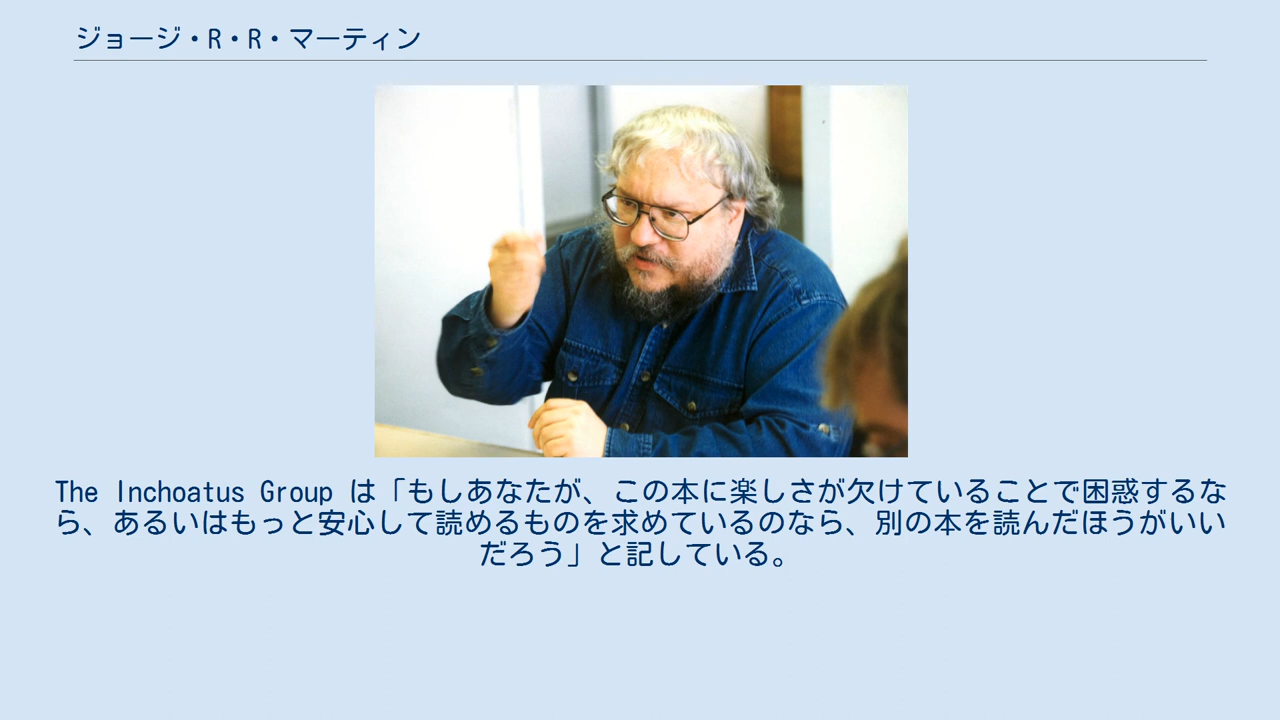 ジョージ・R・R・マーティン
The Inchoatus Group は「もしあなたが、この本に楽しさが欠けていることで困惑するな
ら、あるいはもっと安心して読めるものを求めているのなら、別の本を読んだほうがいい
だろう」と記している。